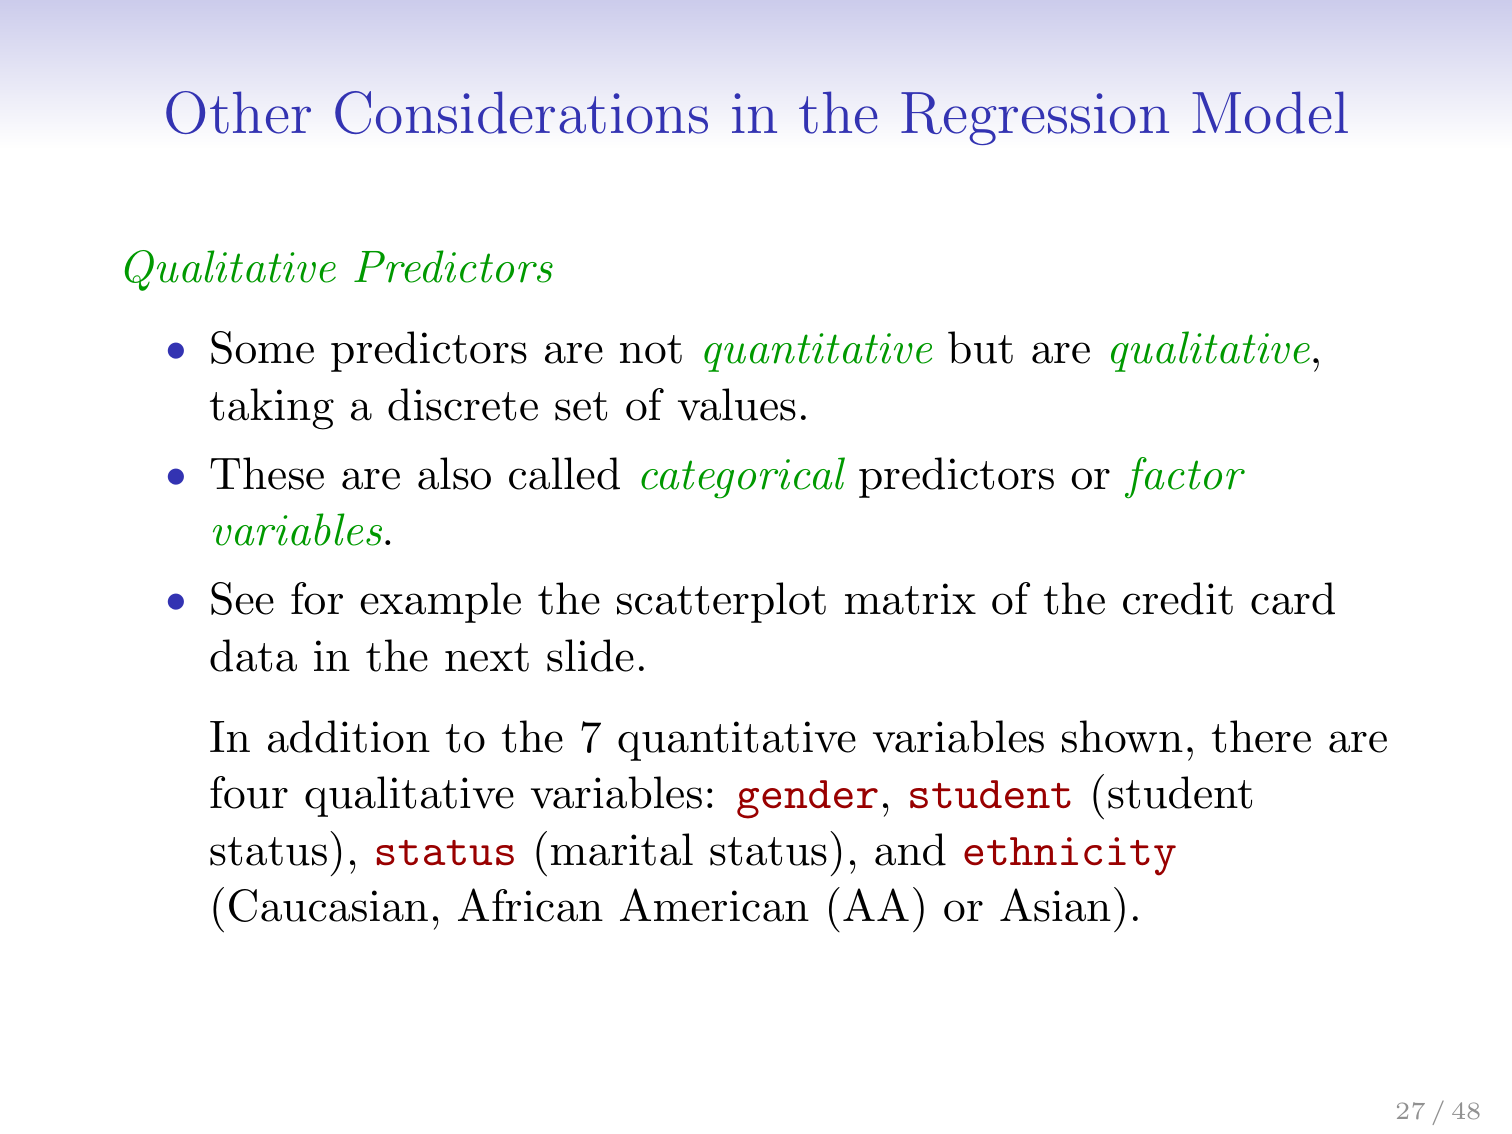 Other Considerations in the Regression Model
Qualitative Predictors
• Some predictors are not quantitative but are qualitative,
taking a discrete set of values.
• These are also called categorical predictors or factor
variables.
• See for example the scatterplot matrix of the credit card
data in the next slide.
In addition to the 7 quantitative variables shown, there are
four qualitative variables: gender, student (student
status), status (marital status), and ethnicity
(Caucasian, African American (AA) or Asian).
27 / 48